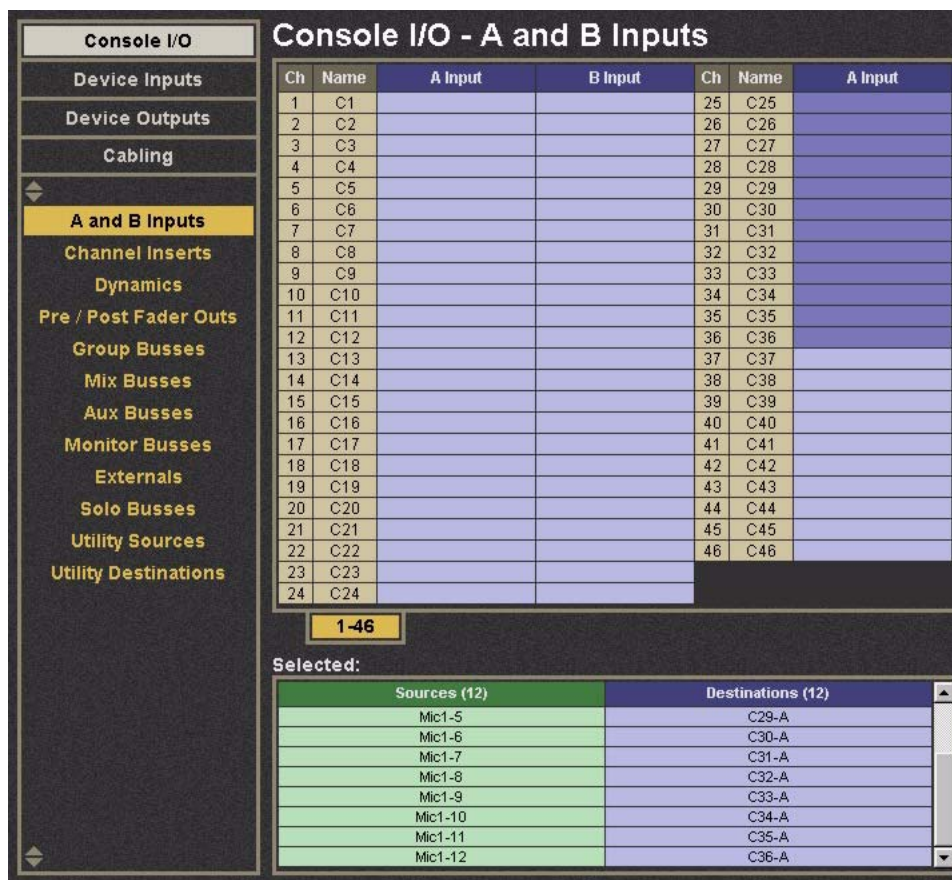 Console I/O
Device Inputs
Device Outputs
Cabling
A and B Inputs
Channel Inserts
Dynamics
Pre / Post Fader Outs
Group Busses
Mix Busses
Aux Busses
Monitor Busses
Externals
Solo Busses
Utility Sources
Utility Destinations
Console I/O - A and B Inputs
Ch Name A Input B Input Ch Name A Input
1 C1 25 C25
2 C2 26 C26
3 C3 27 C27
4 C4 28 C28
5 C5 29 C29
6 C6 30 C30
7 C7 31 C31
8 C8 32 C32
9 C9 33 C33
10 C10 34 C34
11 C11 35 C35
12 C12 36 C36
13 C13 37 C37
14 C14 38 C38
15 C15 39 C39
16 C16 40 C40
17 C17 41 C41
18 C18 42 C42
19 C19 43 C43
20 C20 44 C44
21 C21 45 C45
22 C22 46 C46
23 C23
24 C24
1-46
Selected:
Sources (12) Destinations (12)
Mic1-5 C29-A
Mic1-6 C30-A
Mic1-7 C31-A
Mic1-8 C32-A
Mic1-9 C33-A
Mic1-10 C34-A
Mic1-11 C35-A
Mic1-12 C36-A